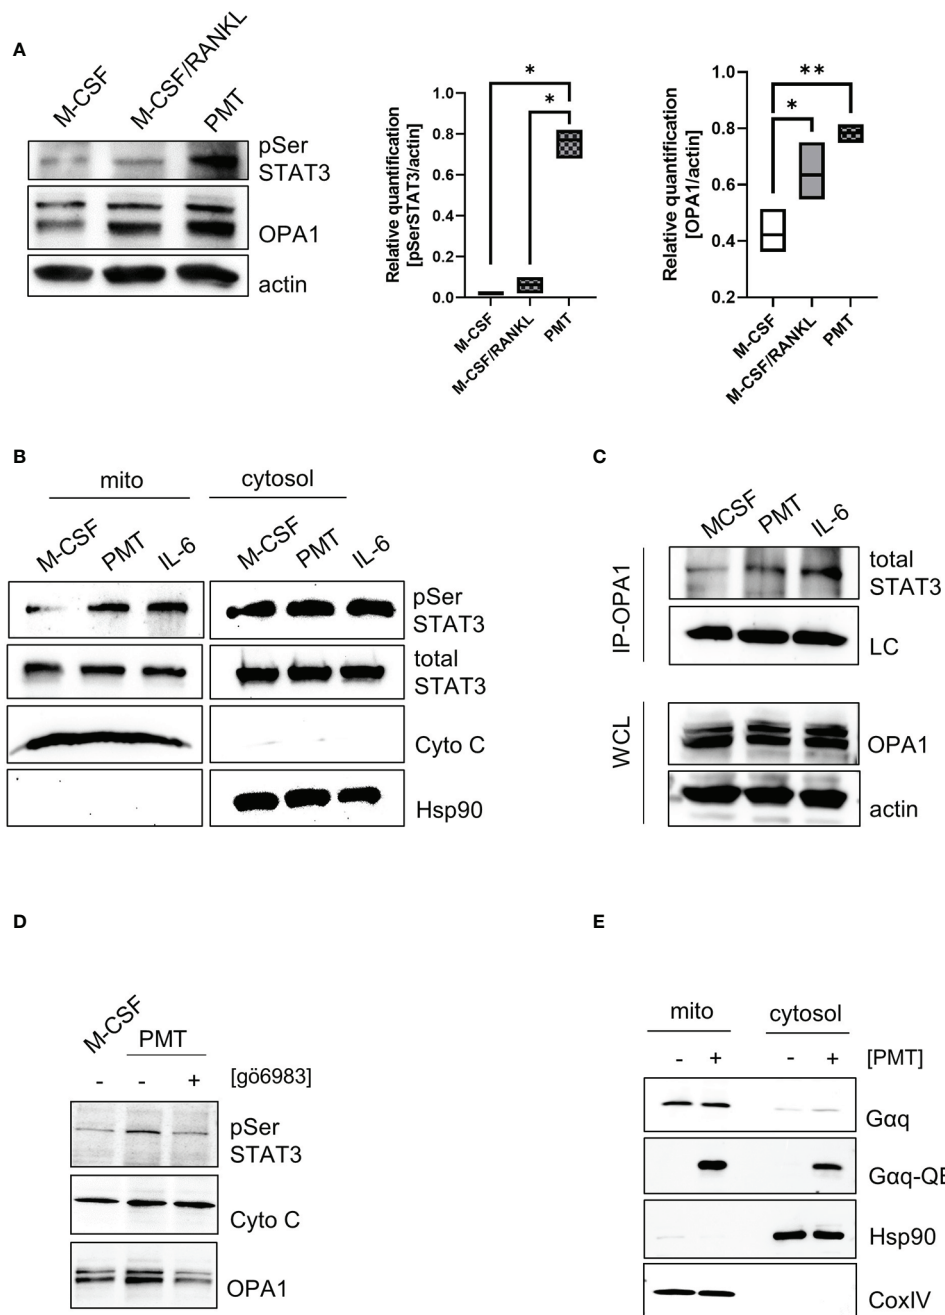 A
M-CSF
M-CSF/RANKL
PMT
pSer
STAT3
OPA1
actin
Relative quantification
[pSerSTAT3/actin]
1.0
0.8
0.6
0.4
0.2
0.0
*
*
M-CSF
M-CSF/RANKL
PMT
Relative quantification
[OPA1/actin]
1.0
0.8
0.6
0.4
0.2
**
*
M-CSF
M-CSF/RANKL
PMT
B
mito
cytosol
M-CSF
PMT
IL-6
M-CSF
PMT
IL-6
pSer
STAT3
total
STAT3
Cyto C
Hsp90
C
MCSF
PMT
IL-6
IP-OPA1
total
STAT3
LC
WCL
OPA1
actin
D
M-CSF
PMT
- - + [gö6983]
pSer
STAT3
Cyto C
OPA1
E
mito
cytosol
- + - + [PMT]
Gαq
Gαq-QE
Hsp90
CoxIV